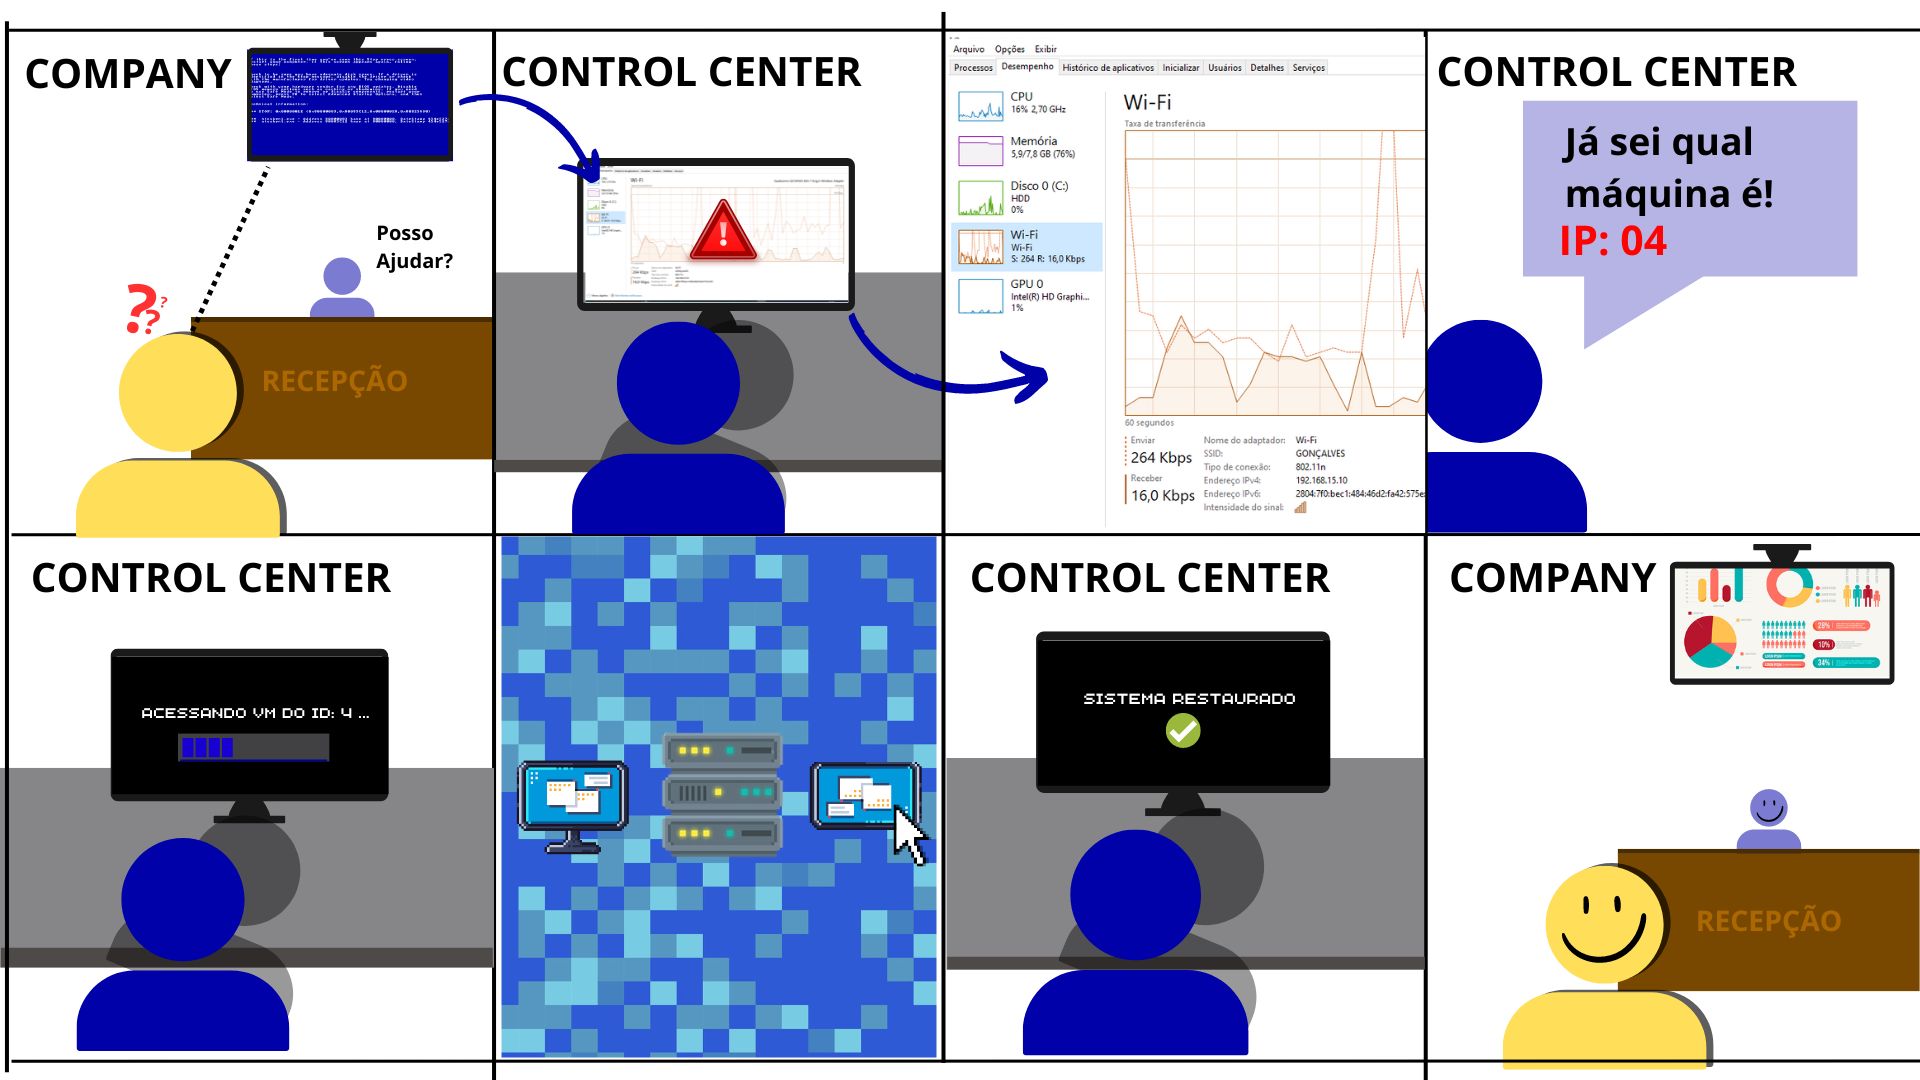 COMPANY
Posso
Ajudar?
???
RECEPÇÃO
CONTROL CENTER
Wi-Fi
Arquivo Opções Exibir
Processos Desempenho Histórico de aplicativos Inicializar Usuários Detalhes Serviços
CPU
16% 2,70 GHz
Memória
5,9/7,8 GB (76%)
Disco 0 (C:)
HDD
0%
Wi-Fi
Wi-Fi
S: 264 R: 16,0 Kbps
GPU 0
Intel(R) HD Graphi...
1%
Wi-Fi
Taxa de transferência
60 segundos
Enviar
264 Kbps
Receber
16,0 Kbps
Nome do adaptador: Wi-Fi
SSID: GONÇALVES
Tipo de conexão: 802.11n
Endereço IPv4: 192.168.15.10
Endereço IPv6: 2804:7f0:bec1:484:46d2:fa42:575e:
Intensidade do sinal:
CONTROL CENTER
Já sei qual
máquina é!
IP: 04
CONTROL CENTER
ACESSANDO VM DO ID: 4 ...
CONTROL CENTER
SISTEMA RESTAURADO
COMPANY
28%
10%
34%
RECEPÇÃO